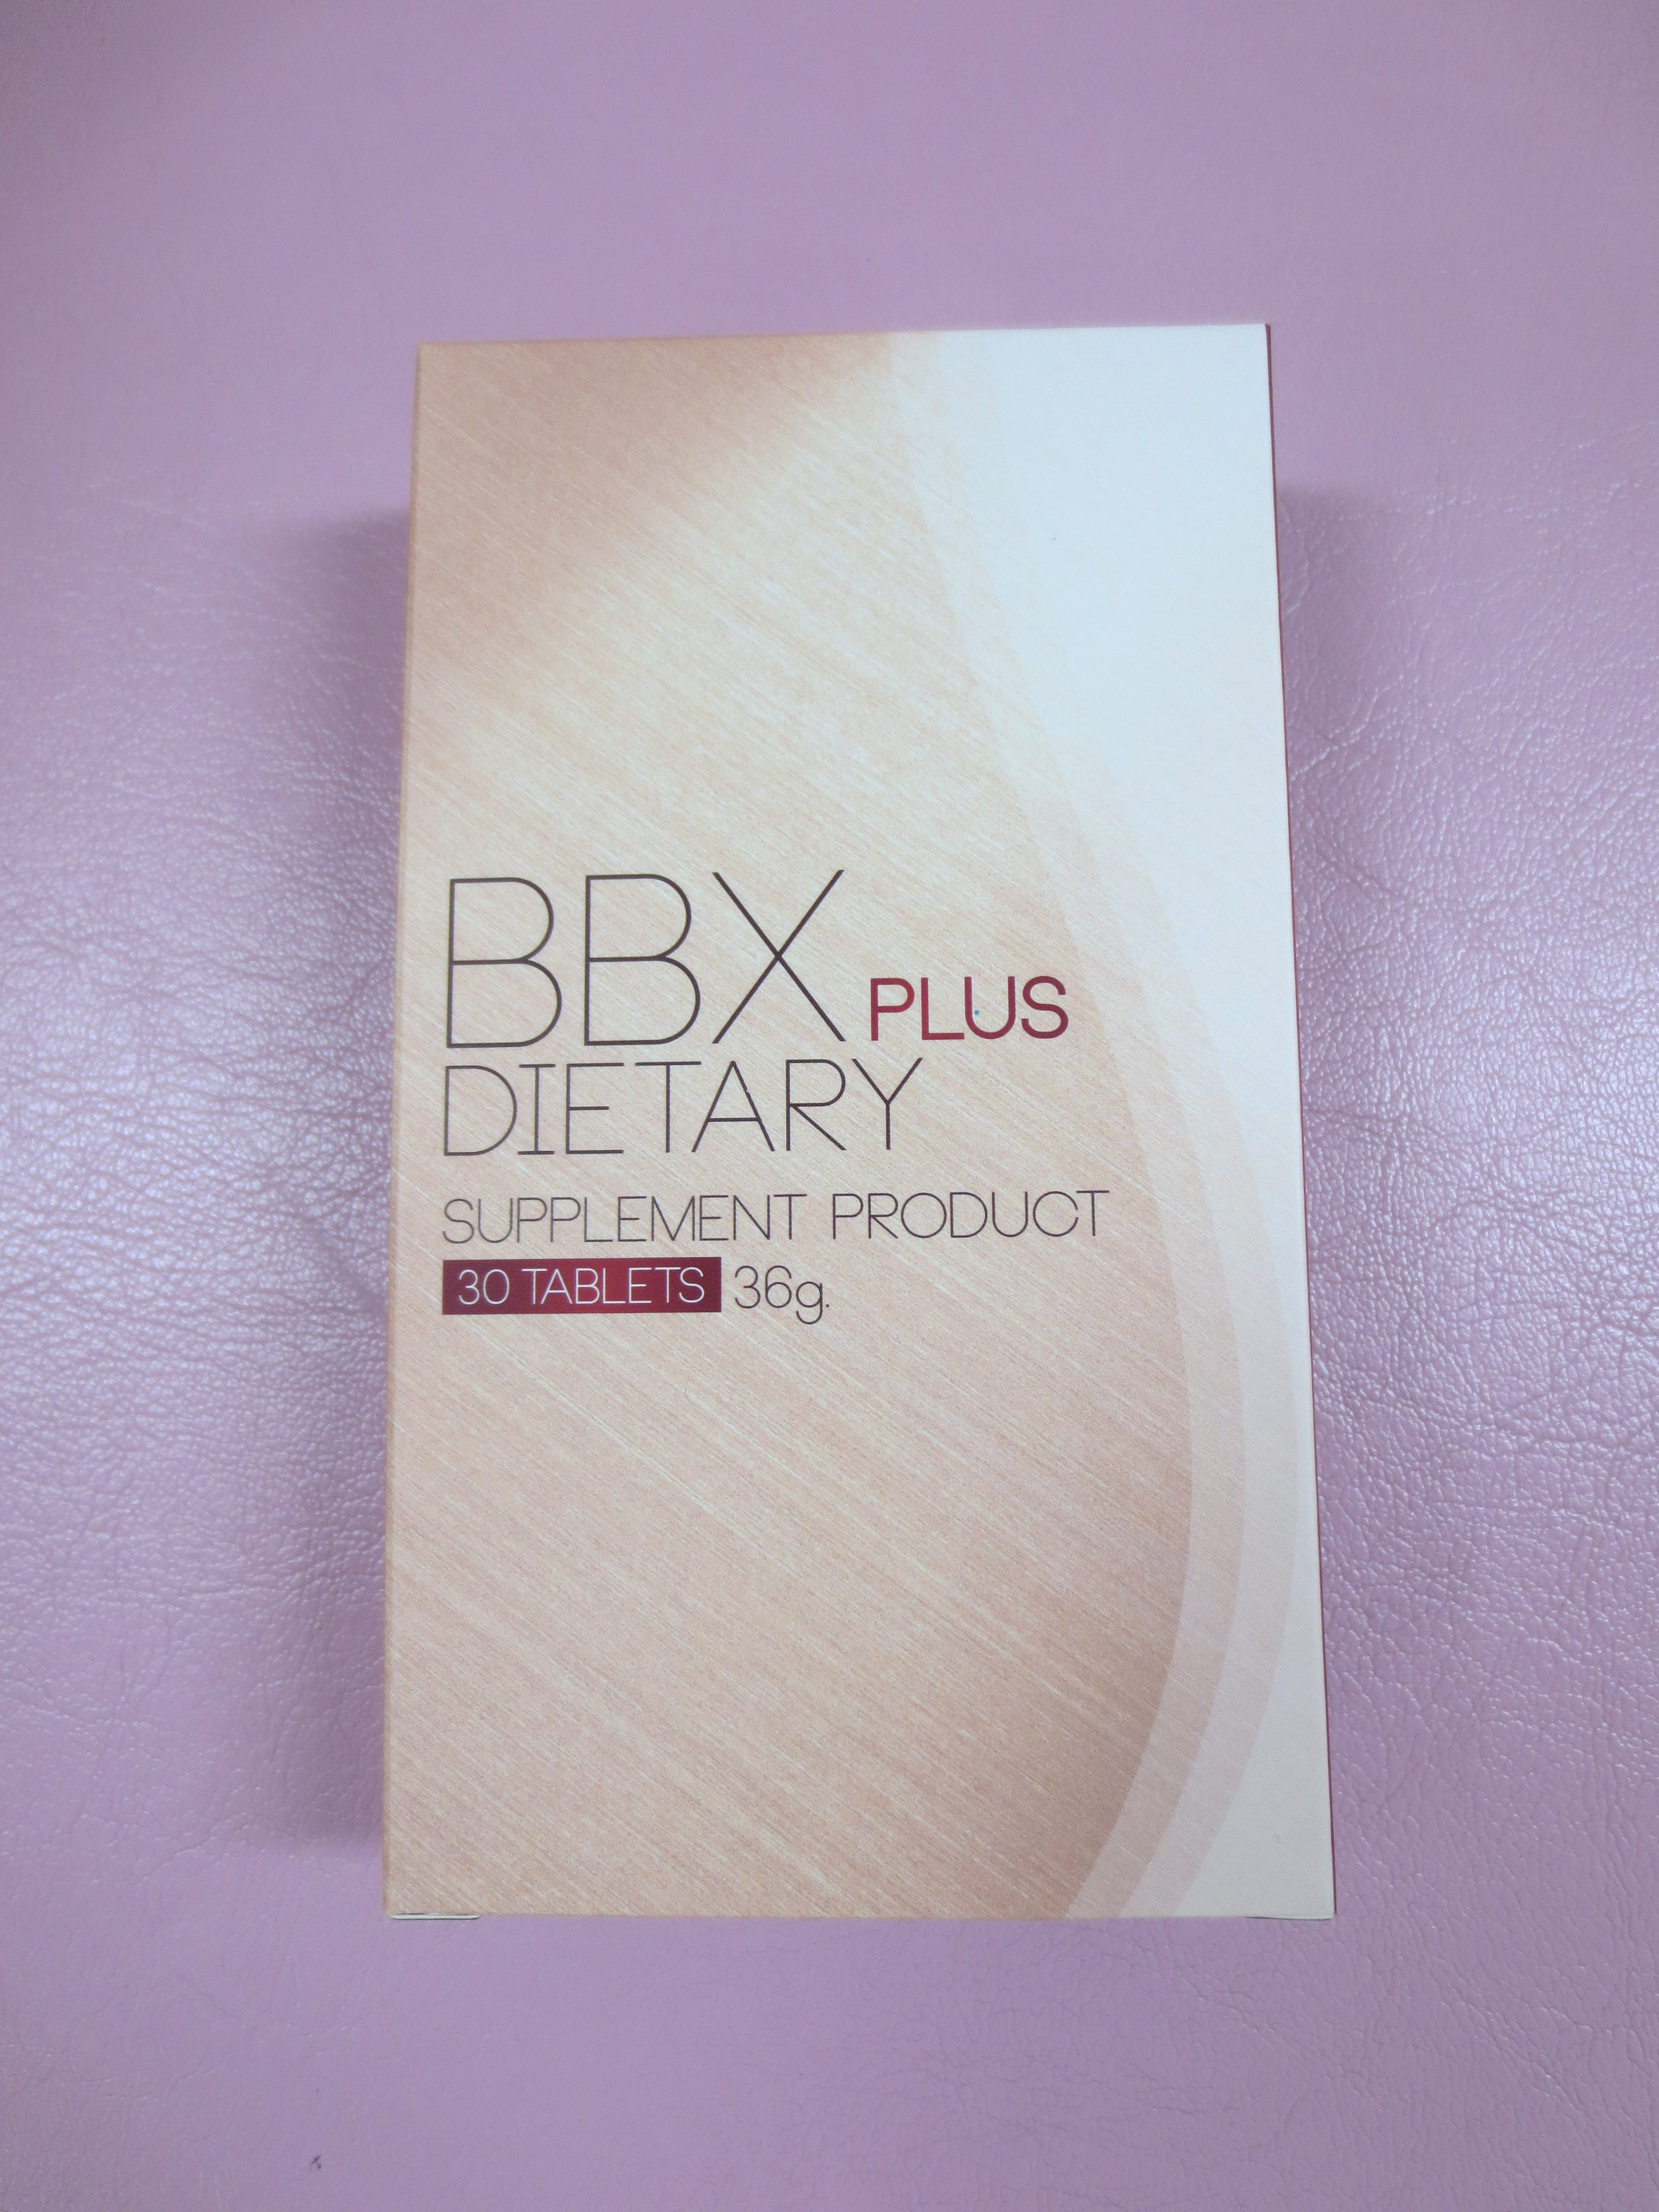 BBX PLUS
DIETARY
SUPPLEMENT PRODUCT
30 TABLETS 36g.